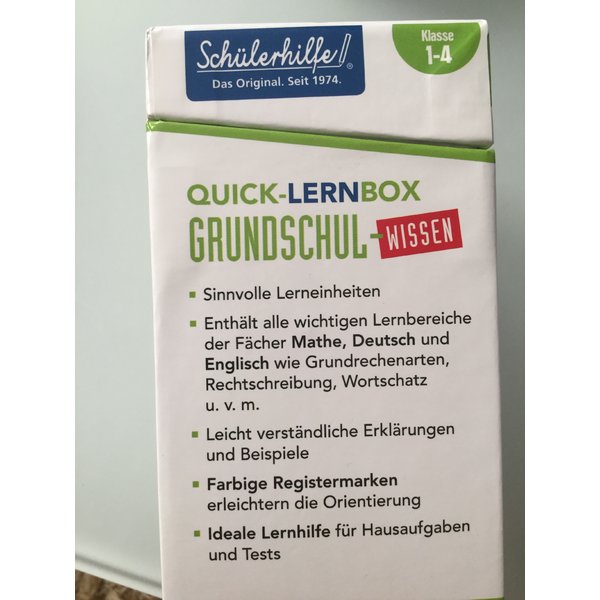 Schülerhilfe!®
Das Original. Seit 1974.
Klasse
1-4
QUICK-LERNBOX
GRUNDSCHUL-WISSEN
▪ Sinnvolle Lerneinheiten
▪ Enthält alle wichtigen Lernbereiche
der Fächer Mathe, Deutsch und
Englisch wie Grundrechenarten,
Rechtschreibung, Wortschatz
u. v. m.
▪ Leicht verständliche Erklärungen
und Beispiele
▪ Farbige Registermarken
erleichtern die Orientierung
▪ Ideale Lernhilfe für Hausaufgaben
und Tests